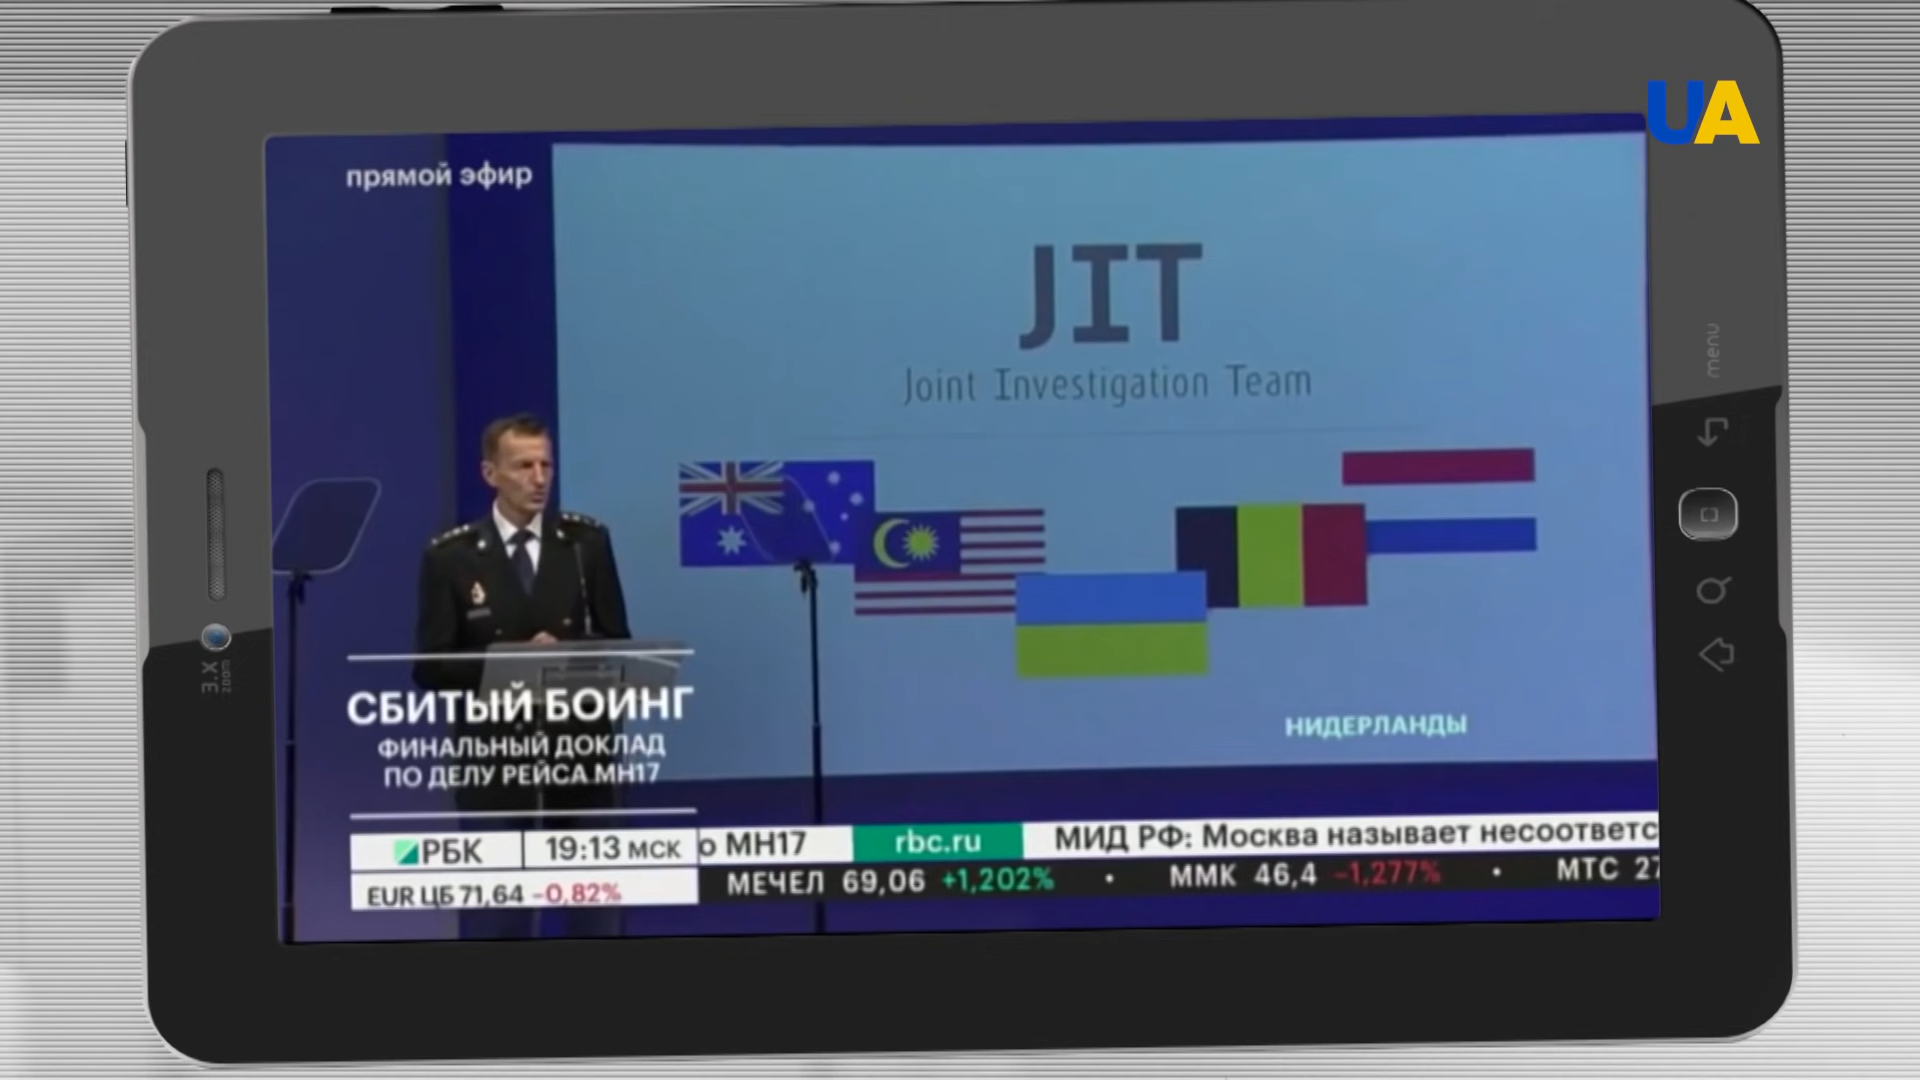 UA
прямой эфир
JIT
Joint Investigation Team
menu
3.X
zoom
СБИТЫЙ БОИНГ
ФИНАЛЬНЫЙ ДОКЛАД
ПО ДЕЛУ РЕЙСА МН17
НИДЕРЛАНДЫ
РБК 19:13 МСК о МН17 rbc.ru МИД РФ: Москва называет несоответс
EUR ЦБ 71,64 -0,82% МЕЧЕЛ 69,06 +1,202% • ММК 46,4 -1,277% • МТС 27